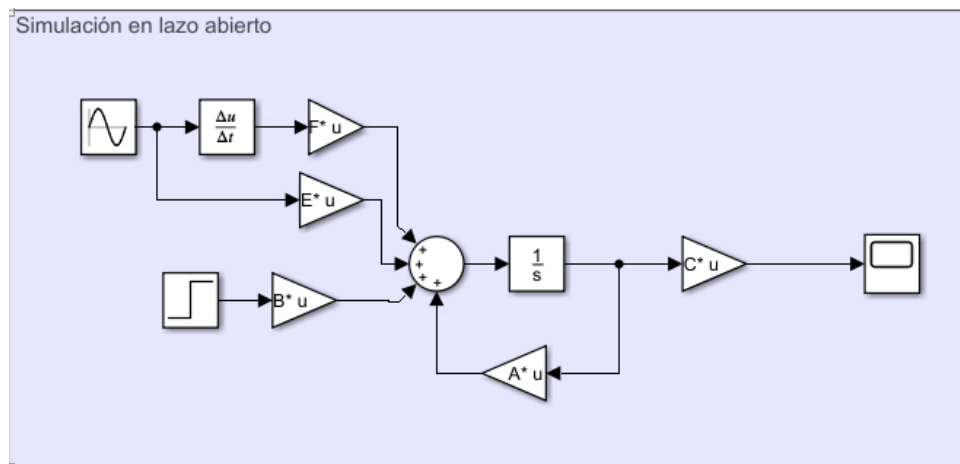 Simulación en lazo abierto
Δu
Δt
F* u
E* u
+
+
+
+
1
s
C* u
B* u
A* u